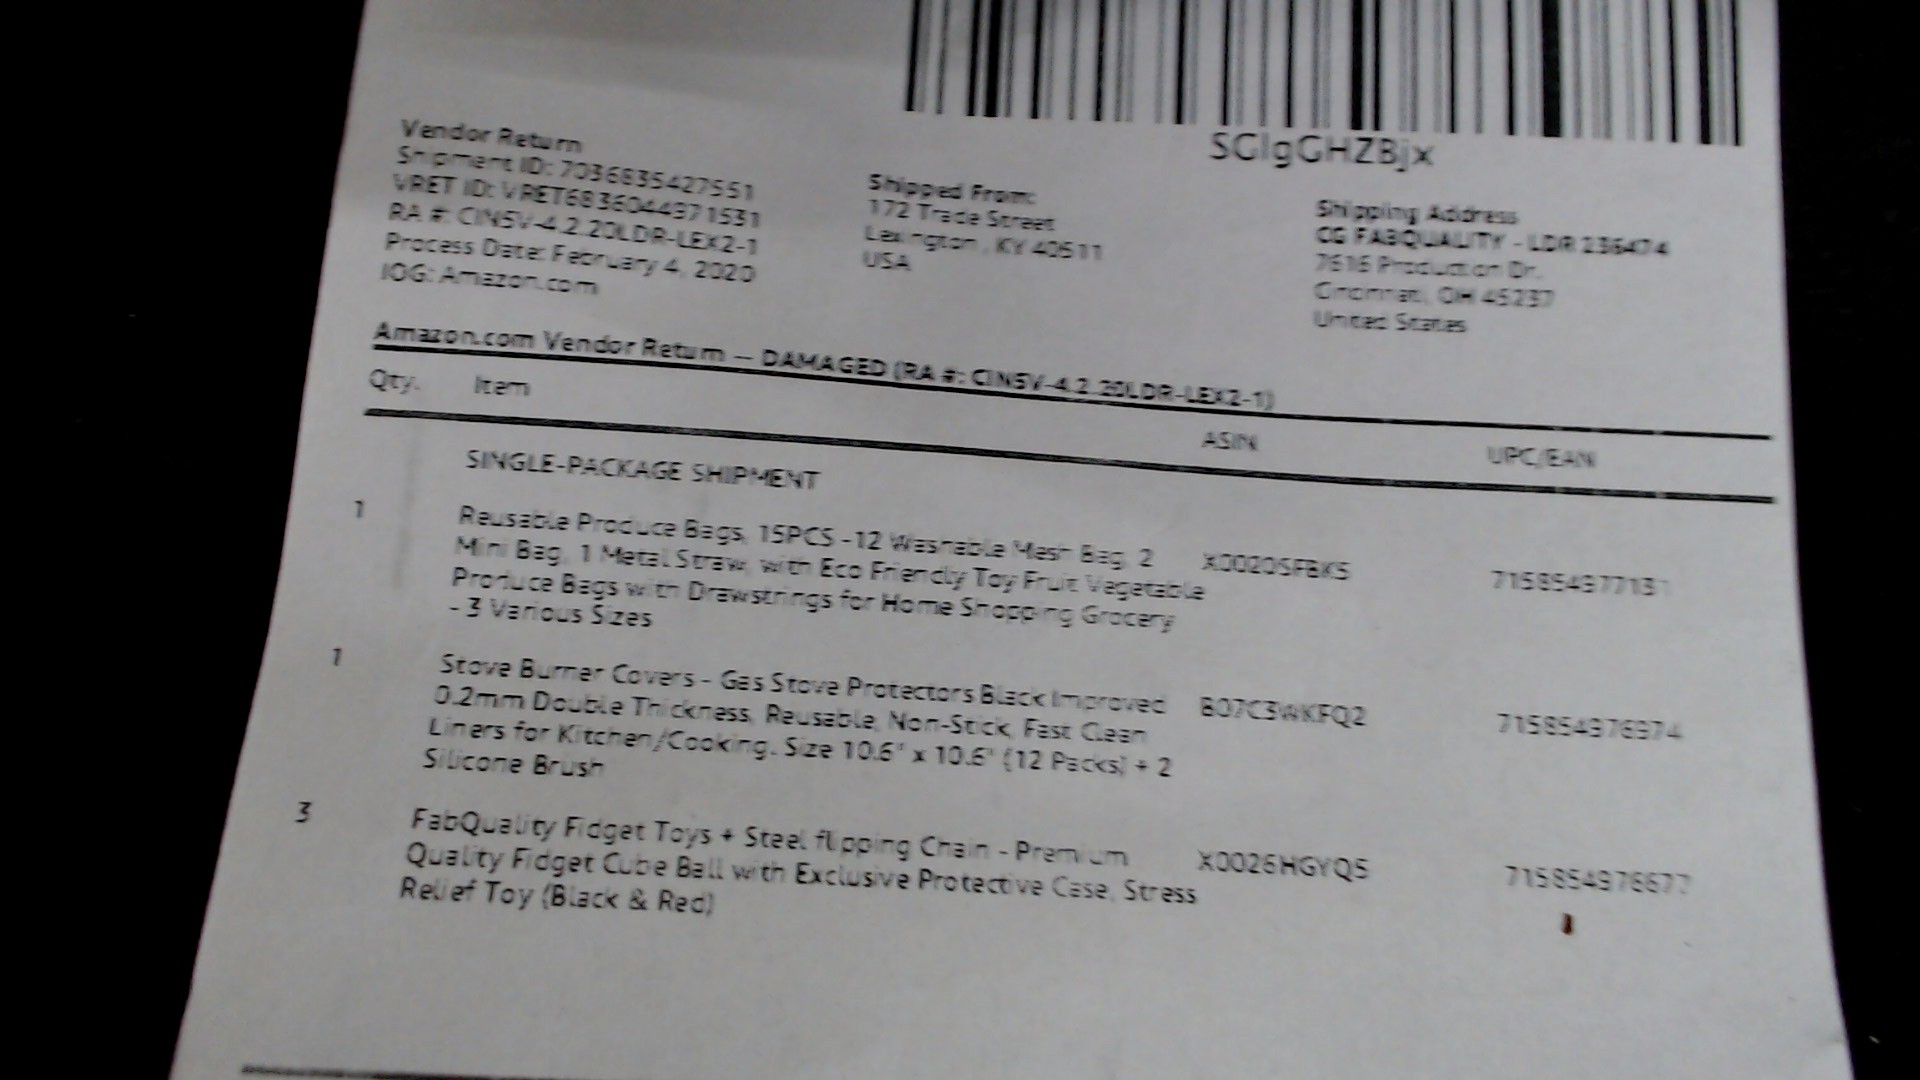 SGlgGHZBjx
Vendor Return
Shipment ID: 7036835427551
VRET ID: VRET6836044971531
RA #: CIN5V-4.2.20LDR-LEX2-1
Process Date: February 4, 2020
IOG: Amazon.com
Shipped From:
172 Trade Street
Lexington , KY 40511
USA
Shipping Address
CG FABQUALITY - LDR 236474
7616 Production Dr.
Cincinnati, OH 45237
United States
Amazon.com Vendor Return — DAMAGED (RA #: CIN5V-4.2.20LDR-LEX2-1)
Qty. Item ASIN UPC/EAN
SINGLE-PACKAGE SHIPMENT
1 Reusable Produce Bags, 15PCS -12 Washable Mesh Bag, 2 X0020SFBK5
Mini Bag, 1 Metal Straw, with Eco Friendly Toy Fruit Vegetable
Produce Bags with Drawstrings for Home Shopping Grocery
- 3 Various Sizes
1 Stove Burner Covers - Gas Stove Protectors Black Improved B07C3WKFQ2 715854976974
0.2mm Double Thickness, Reusable, Non-Stick, Fast Clean
Liners for Kitchen/Cooking. Size 10.6" x 10.6" (12 Packs) + 2
Silicone Brush
3 FabQuality Fidget Toys + Steel flipping Chain - Premium X0026HGYQ5 715854976677
Quality Fidget Cube Ball with Exclusive Protective Case, Stress
Relief Toy (Black & Red)